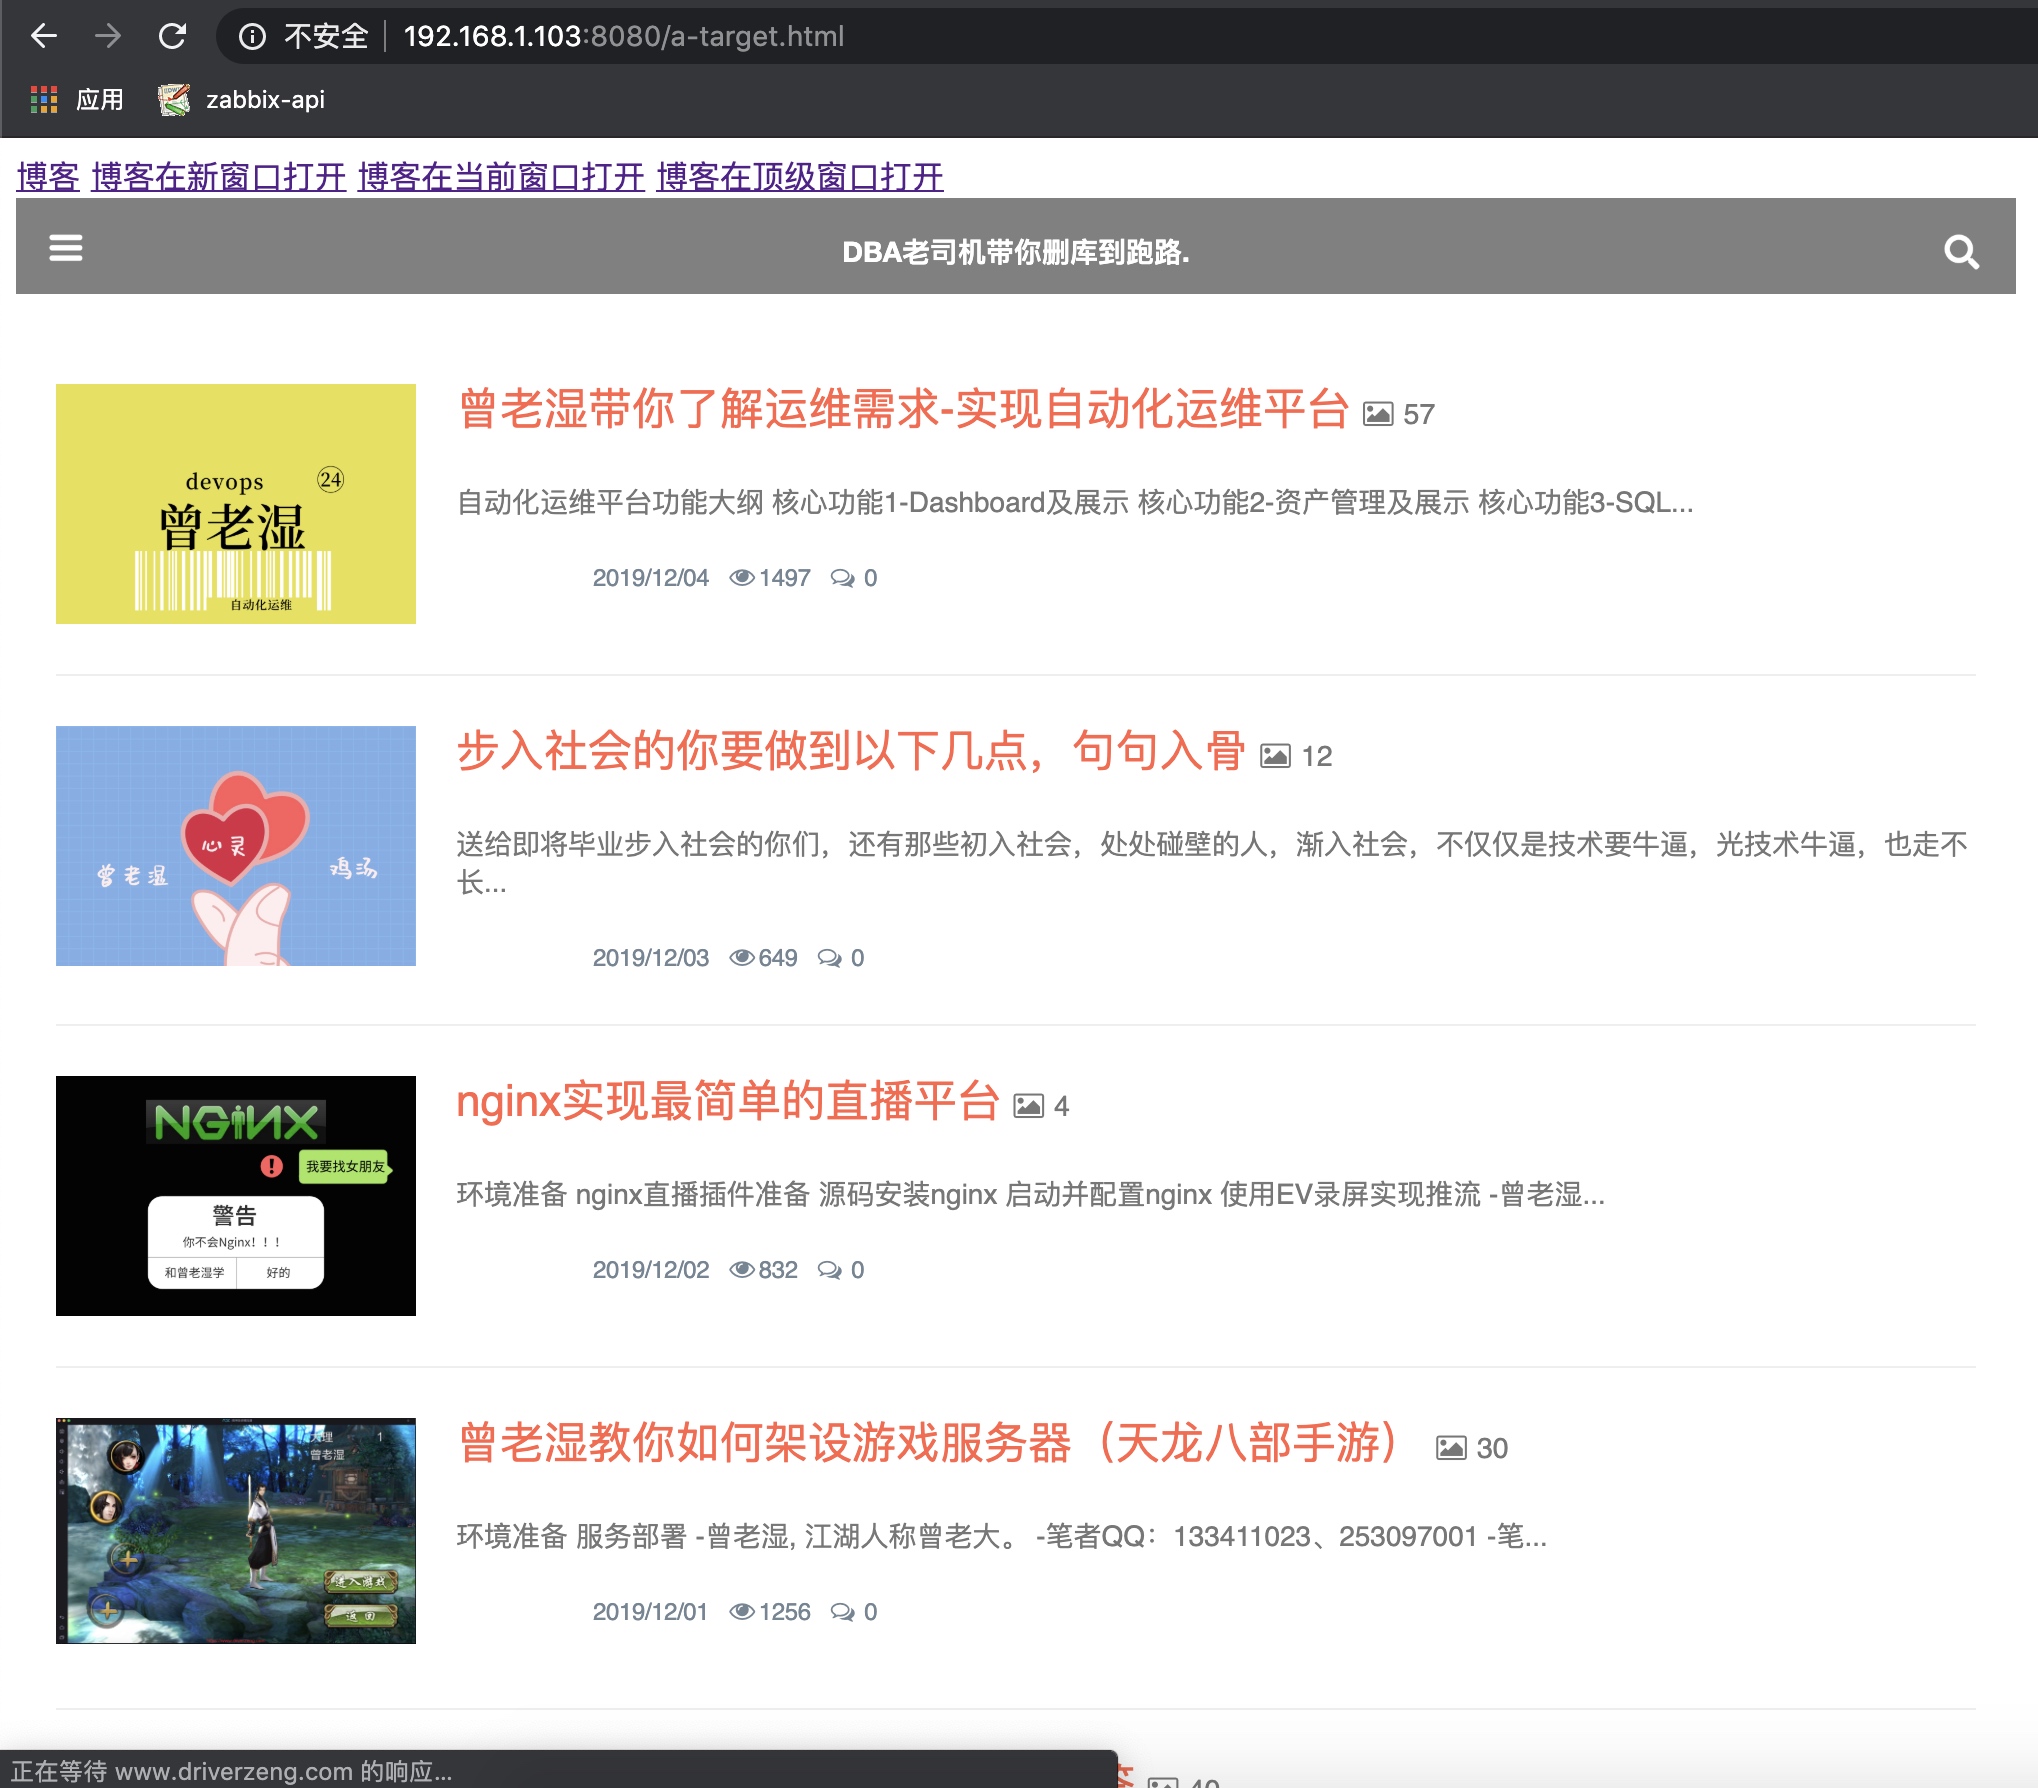 不安全 192.168.1.103:8080/a-target.html
应用 zabbix-api
博客 博客在新窗口打开 博客在当前窗口打开 博客在顶级窗口打开
DBA老司机带你删库到跑路.
曾老湿带你了解运维需求-实现自动化运维平台 57
devops 24
曾老湿
自动化运维
自动化运维平台功能大纲 核心功能1-Dashboard及展示 核心功能2-资产管理及展示 核心功能3-SQL...
2019/12/04 1497 0
步入社会的你要做到以下几点，句句入骨 12
心灵
曾老湿 鸡汤
送给即将毕业步入社会的你们，还有那些初入社会，处处碰壁的人，渐入社会，不仅仅是技术要牛逼，光技术牛逼，也走不
长...
2019/12/03 649 0
nginx实现最简单的直播平台 4
NGINX
我要找女朋友
警告
你不会Nginx！！！
和曾老湿学 好的
环境准备 nginx直播插件准备 源码安装nginx 启动并配置nginx 使用EV录屏实现推流 -曾老湿...
2019/12/02 832 0
曾老湿教你如何架设游戏服务器（天龙八部手游） 30
大理 1
曾老湿
进入游戏
返回
环境准备 服务部署 -曾老湿, 江湖人称曾老大。 -笔者QQ：133411023、253097001 -笔...
2019/12/01 1256 0
正在等待 www.driverzeng.com 的响应...
40